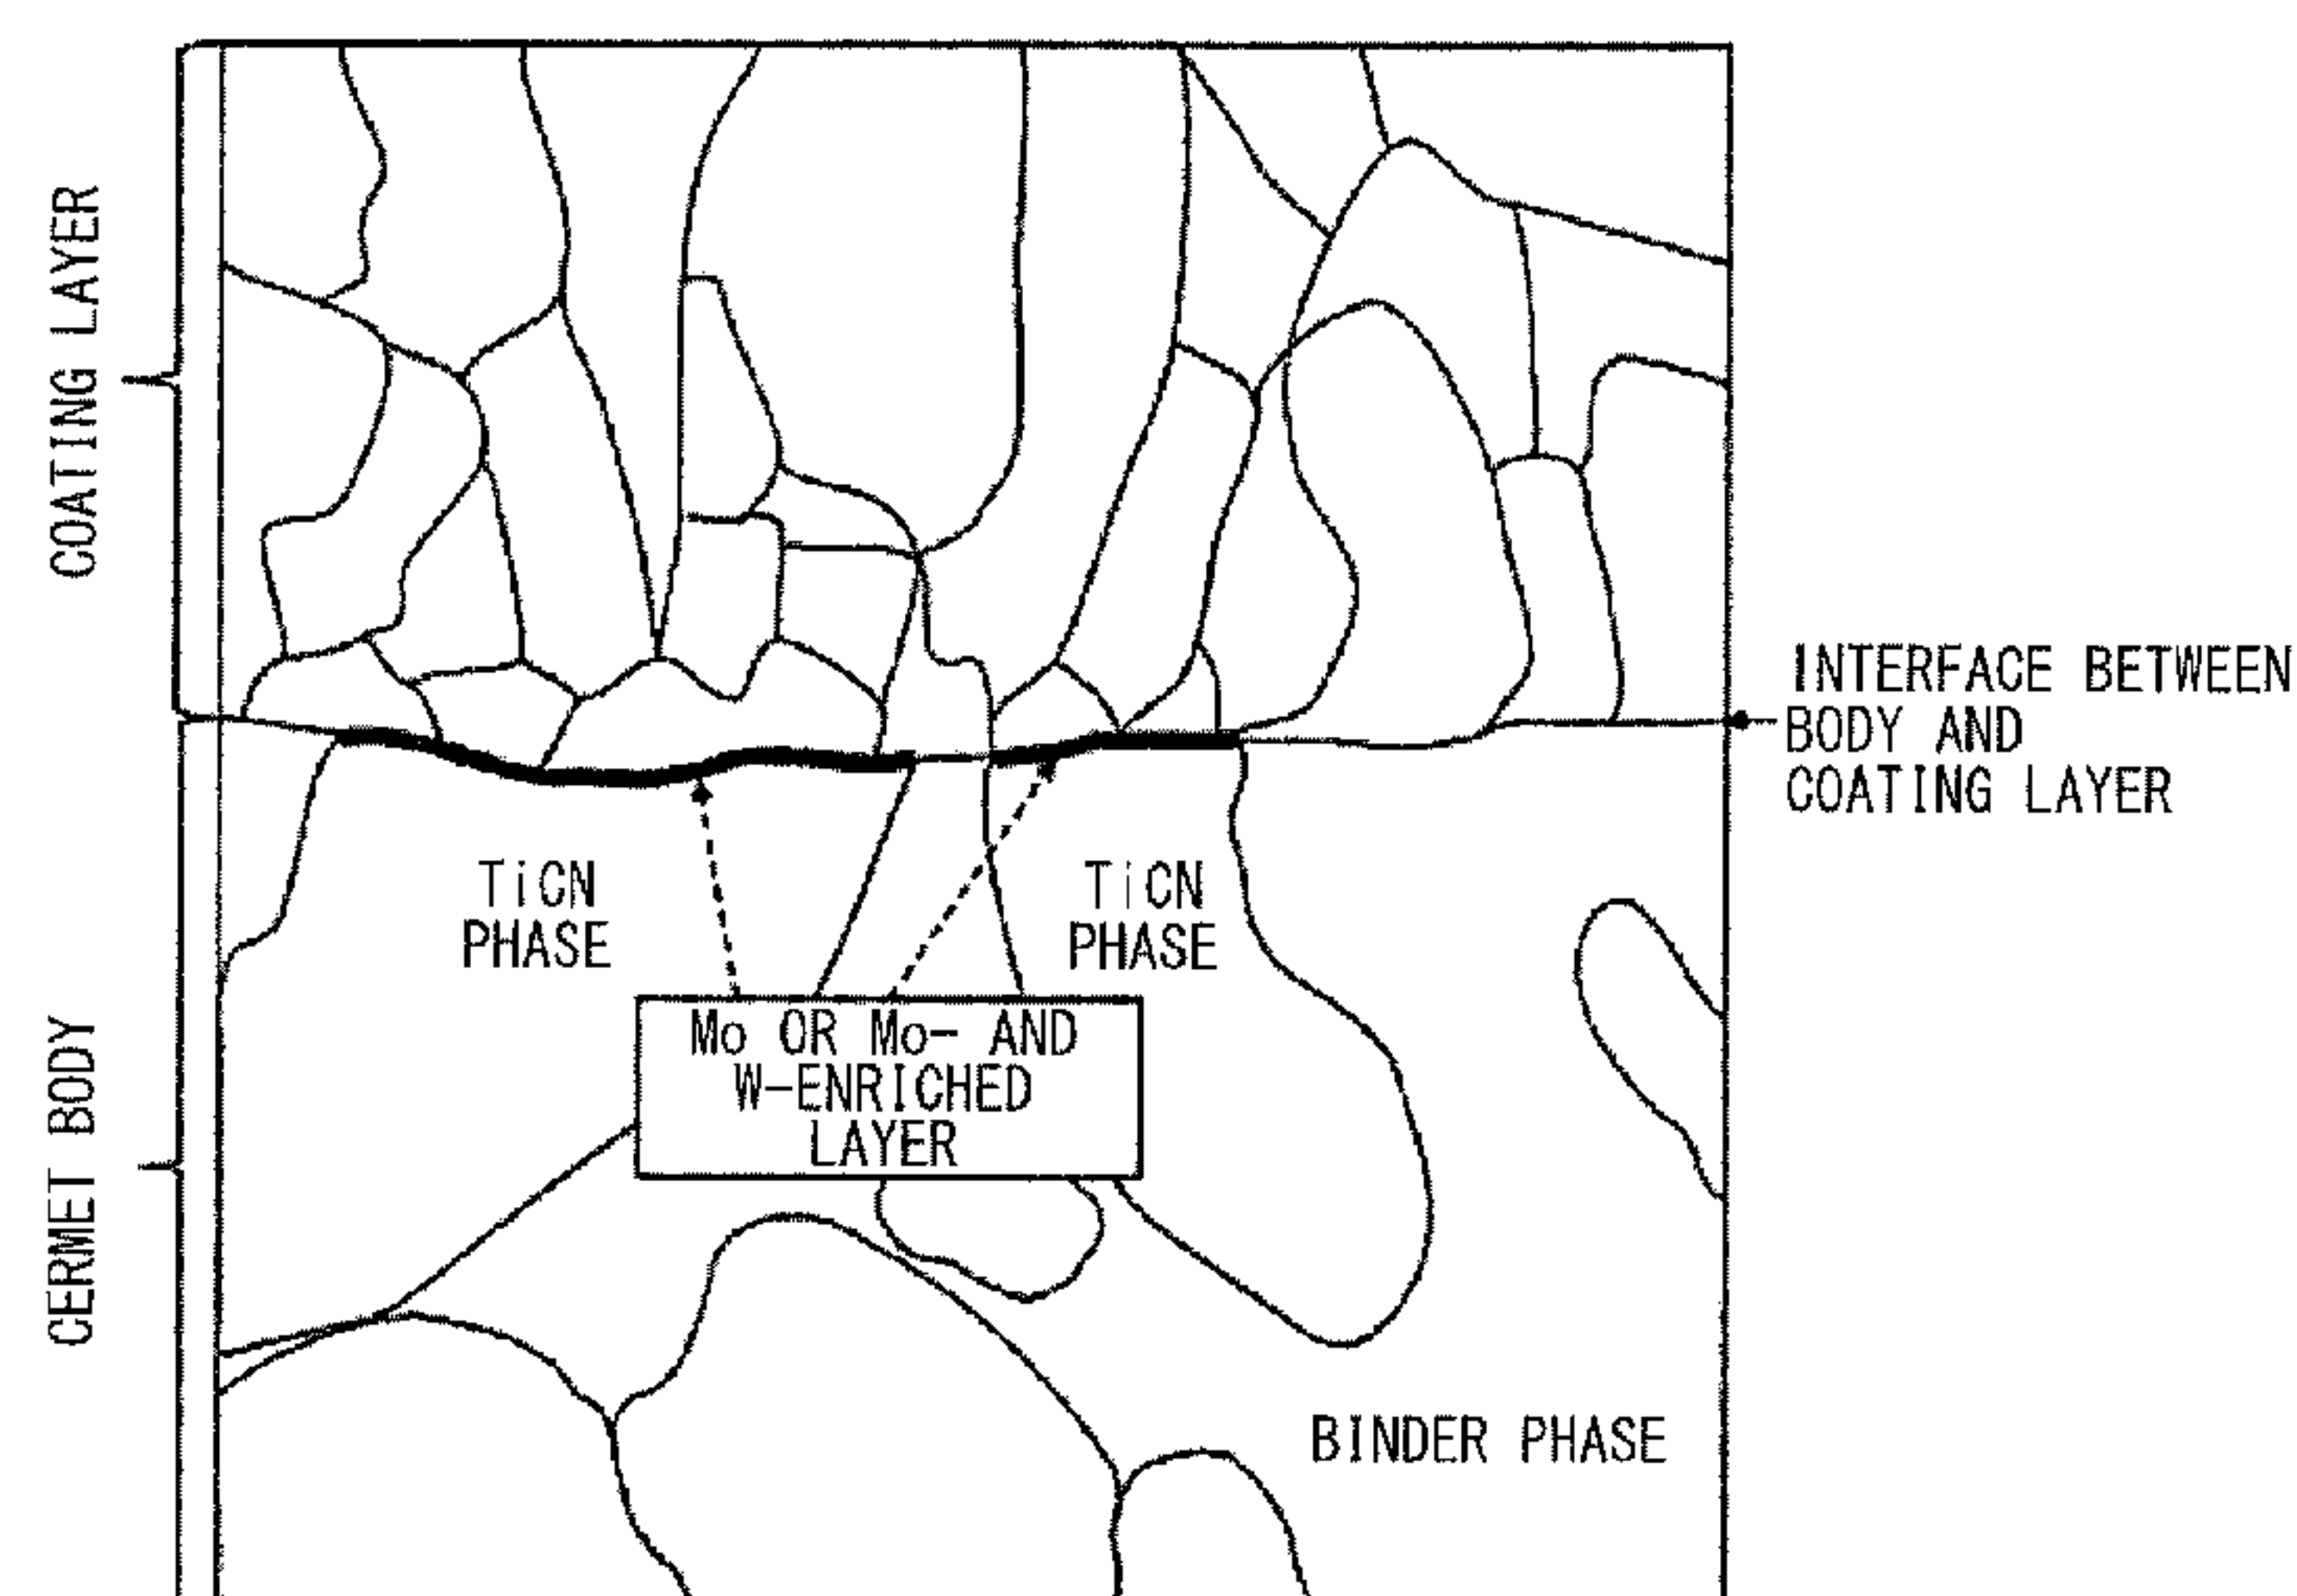 COATING LAYER
INTERFACE BETWEEN
BODY AND
COATING LAYER
TiCN
PHASE
TiCN
PHASE
Mo OR Mo- AND
W-ENRICHED
LAYER
CERMET BODY
BINDER PHASE